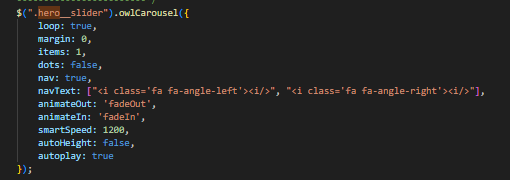 $(".hero__slider").owlCarousel({
loop: true,
margin: 0,
items: 1,
dots: false,
nav: true,
navText: ["<i class='fa fa-angle-left'><i/>", "<i class='fa fa-angle-right'><i/>"],
animateOut: 'fadeOut',
animateIn: 'fadeIn',
smartSpeed: 1200,
autoHeight: false,
autoplay: true
});